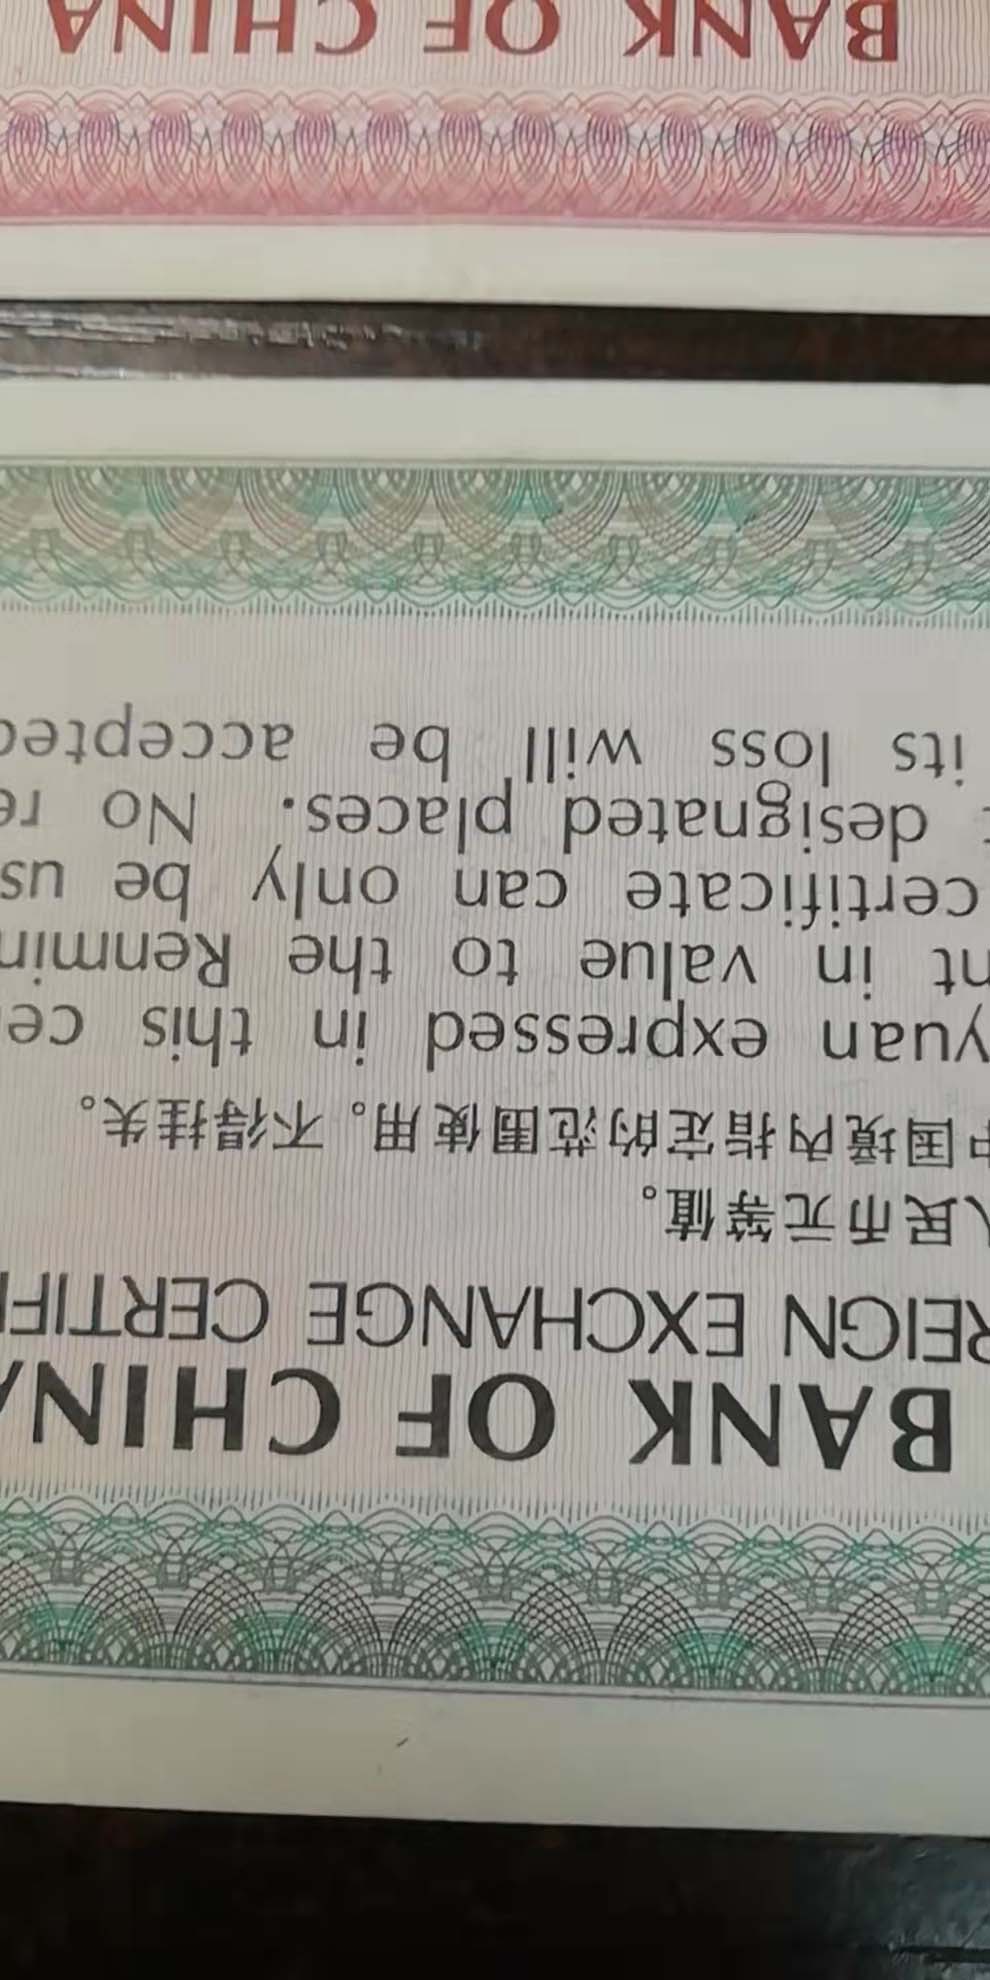 BANK OF CHINA
REIGN EXCHANGE CERTIFI
人民币元等值。
中国境内指定的范围使用。不得挂失。
yuan expressed in this ce
nt in value to the Renmin
certificate can only be us
t designated places. No re
its loss will be accepted
BANK OF CHINA